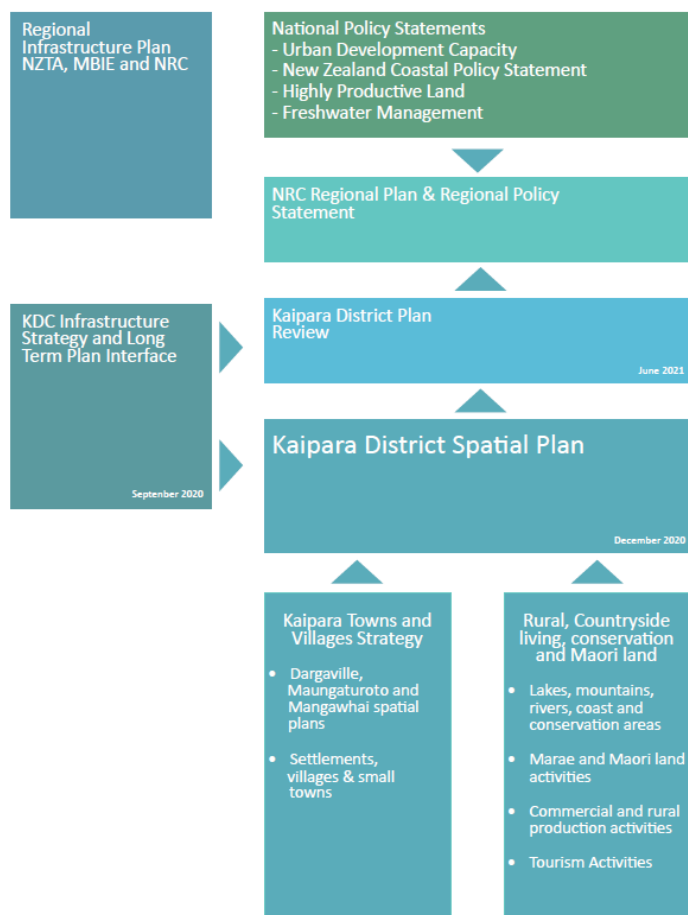 Regional
Infrastructure Plan
NZTA, MBIE and NRC
National Policy Statements
- Urban Development Capacity
- New Zealand Coastal Policy Statement
- Highly Productive Land
- Freshwater Management
NRC Regional Plan & Regional Policy
Statement
KDC Infrastructure
Strategy and Long
Term Plan Interface
Septenber 2020
Kaipara District Plan
Review
June 2021
Kaipara District Spatial Plan
December 2020
Kaipara Towns and
Villages Strategy
• Dargaville,
Maungaturoto and
Mangawhai spatial
plans
• Settlements,
villages & small
towns
Rural, Countryside
living, conservation
and Maori land
• Lakes, mountains,
rivers, coast and
conservation areas
• Marae and Maori land
activities
• Commercial and rural
production activities
• Tourism Activities